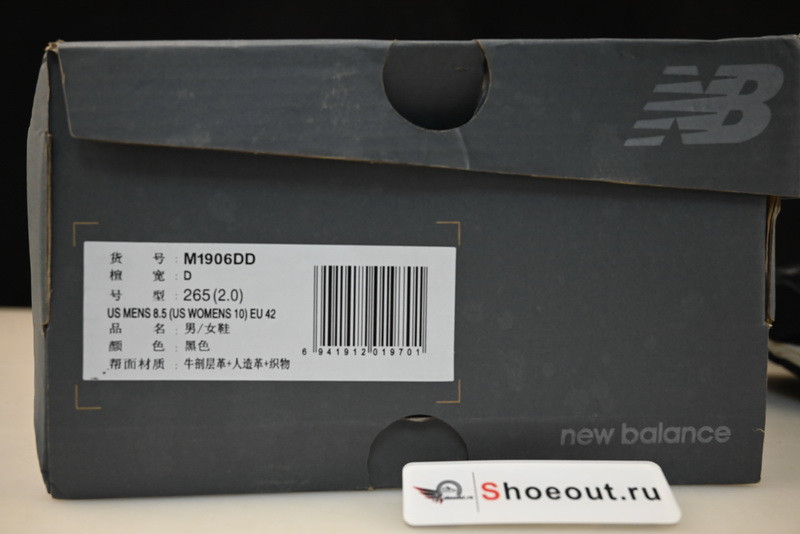 NB
货 号 : M1906DD
楦 宽 : D
号 型 : 265(2.0)
US MENS 8.5 (US WOMENS 10) EU 42
品 名 : 男/女鞋
颜 色 : 黑色
帮面材质 : 牛剖层革+人造革+织物
6 941912 019701
new balance
Shoeout.ru